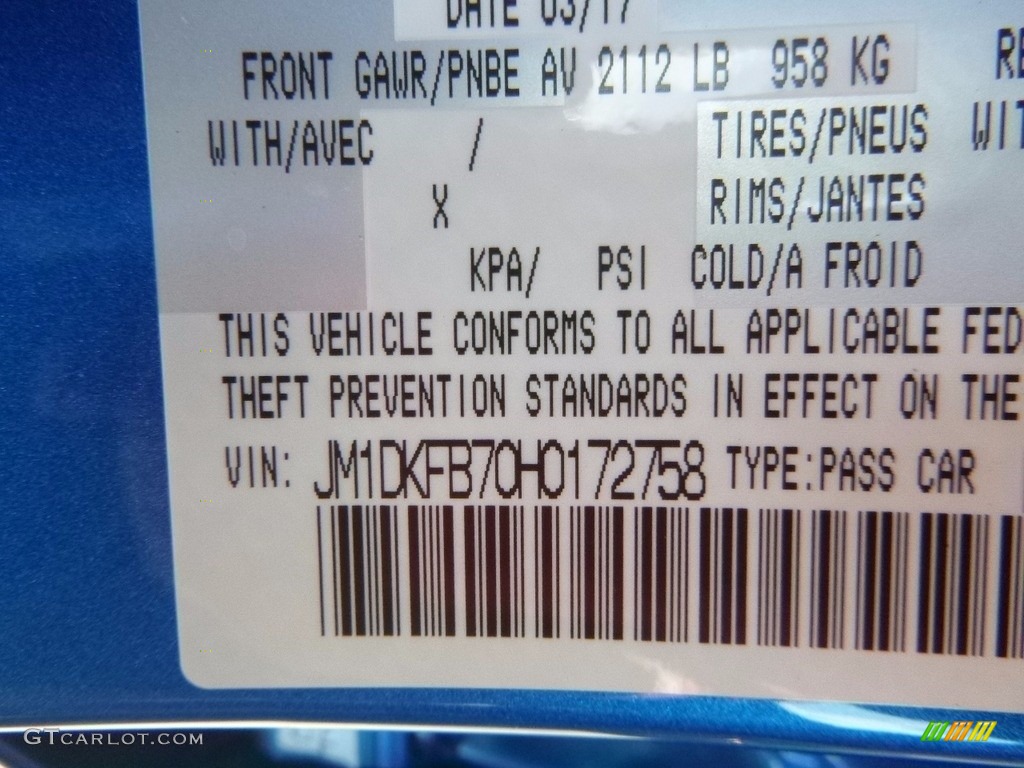 DATE 03/17
FRONT GAWR/PNBE AV 2112 LB 958 KG
WITH/AVEC / TIRES/PNEUS WIT
X RIMS/JANTES
KPA/ PSI COLD/A FROID
THIS VEHICLE CONFORMS TO ALL APPLICABLE FED
THEFT PREVENTION STANDARDS IN EFFECT ON THE
VIN: JM1DKFB70H0172758 TYPE:PASS CAR
GTCARLOT.COM